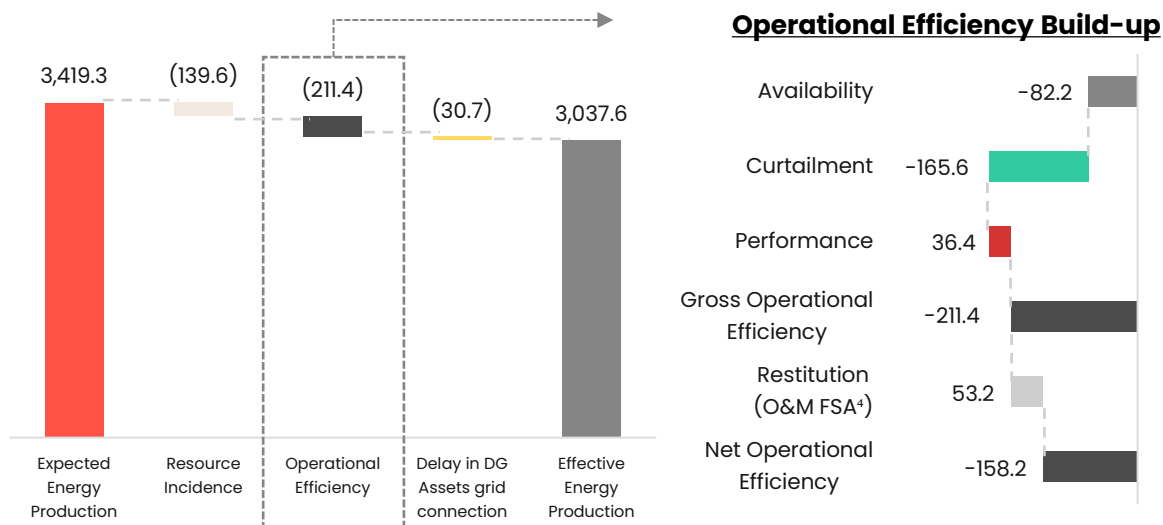 3,419.3
(139.6)
(211.4)
(30.7)
3,037.6
Expected
Energy
Production
Resource
Incidence
Operational
Efficiency
Delay in DG
Assets grid
connection
Effective
Energy
Production
Operational Efficiency Build-up
Availability
-82.2
Curtailment
-165.6
Performance
36.4
Gross Operational
Efficiency
-211.4
Restitution
(O&M FSA⁴)
53.2
Net Operational
Efficiency
-158.2